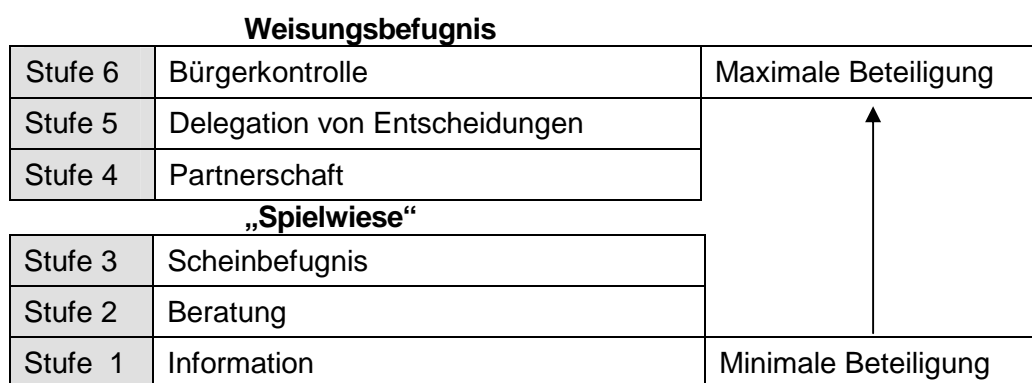 Weisungsbefugnis
Stufe 6 Bürgerkontrolle Maximale Beteiligung
Stufe 5 Delegation von Entscheidungen
Stufe 4 Partnerschaft
„Spielwiese“
Stufe 3 Scheinbefugnis
Stufe 2 Beratung
Stufe 1 Information Minimale Beteiligung